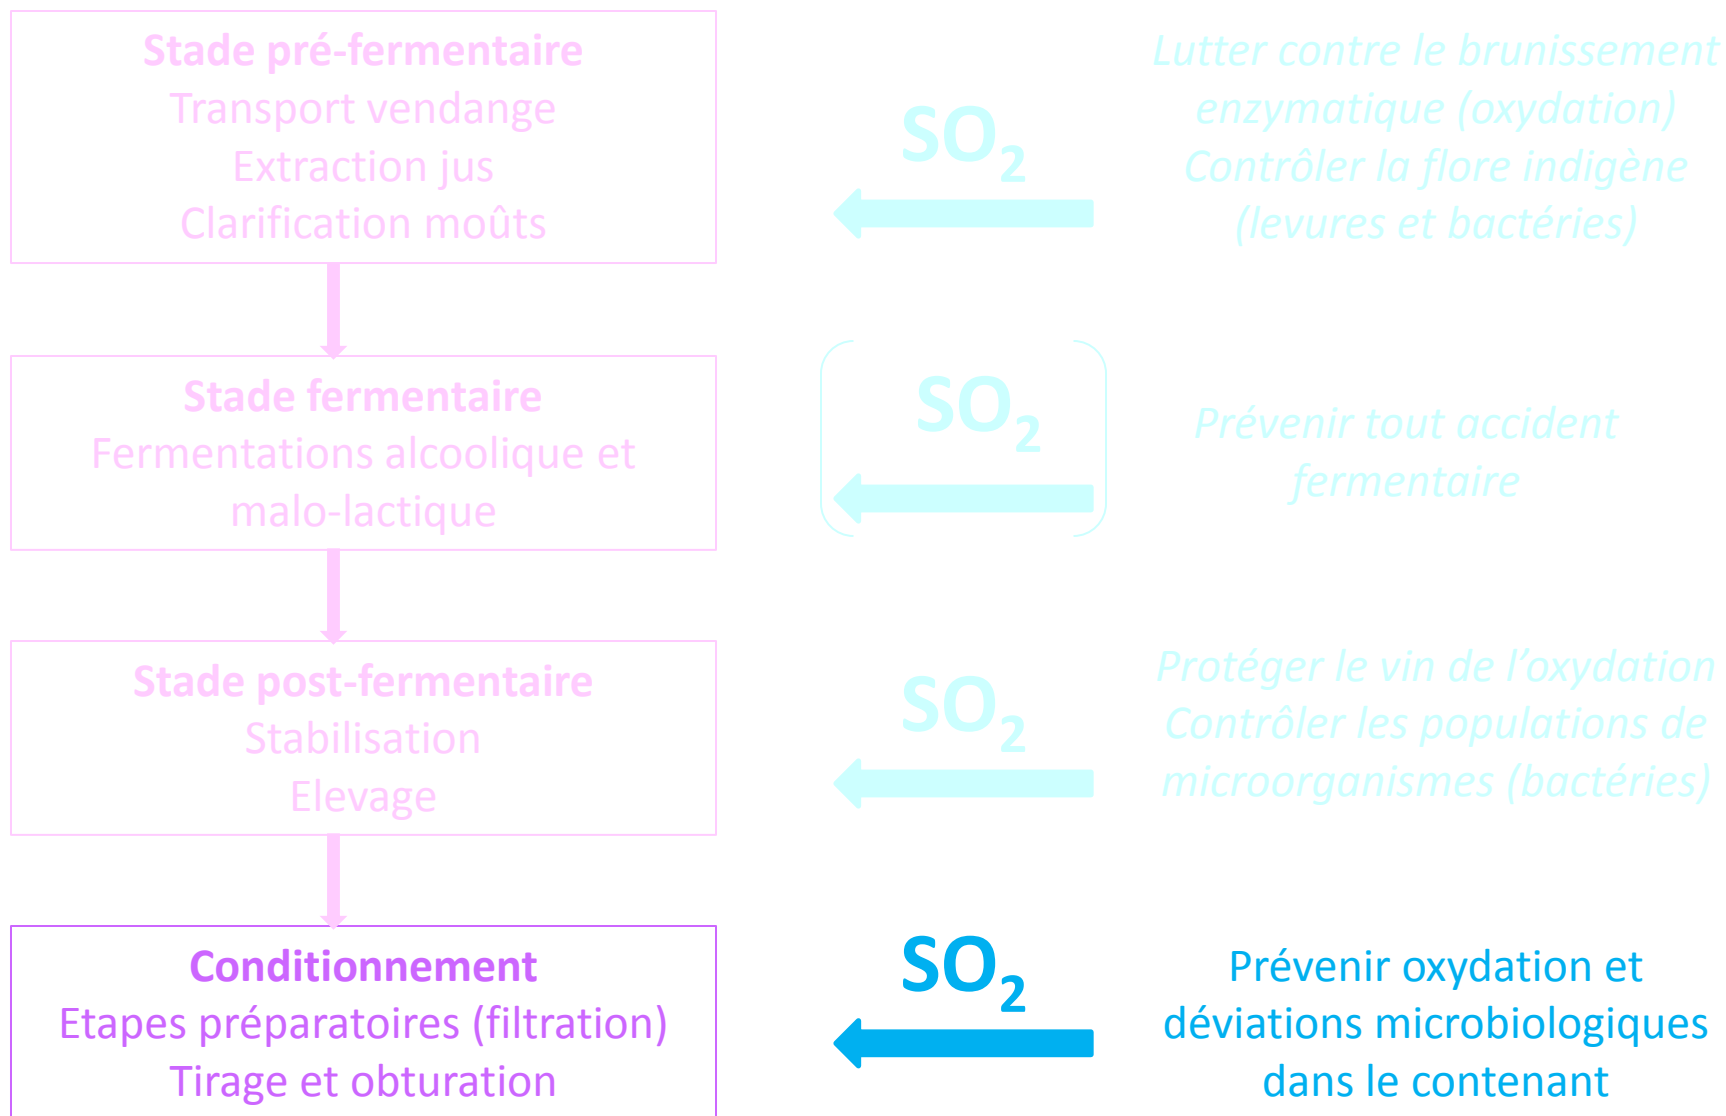 Stade pré-fermentaire
Transport vendange
Extraction jus
Clarification moûts
SO2
Lutter contre le brunissement
enzymatique (oxydation)
Contrôler la flore indigène
(levures et bactéries)
Stade fermentaire
Fermentations alcoolique et
malo-lactique
SO2
Prévenir tout accident
fermentaire
Stade post-fermentaire
Stabilisation
Elevage
SO2
Protéger le vin de l’oxydation
Contrôler les populations de
microorganismes (bactéries)
Conditionnement
Etapes préparatoires (filtration)
Tirage et obturation
SO2
Prévenir oxydation et
déviations microbiologiques
dans le contenant